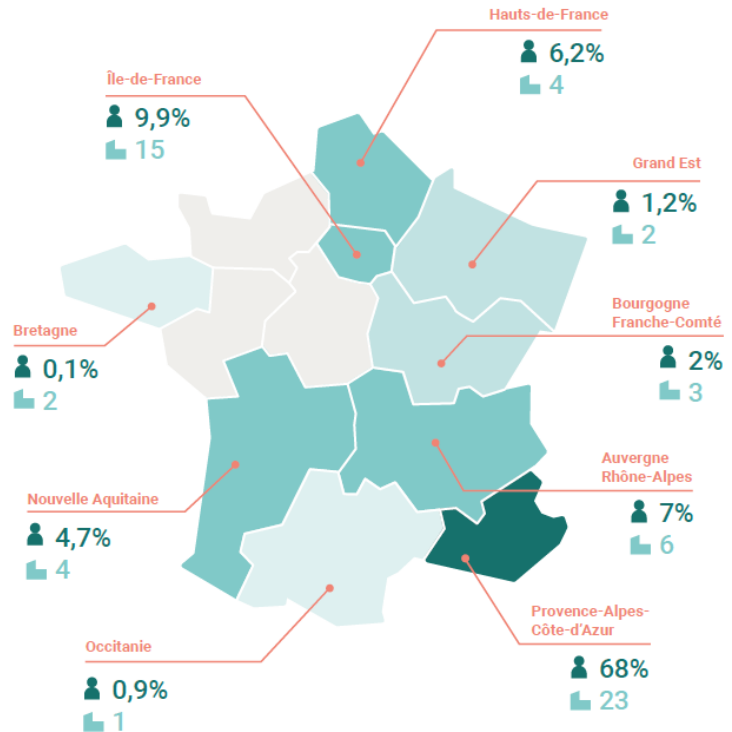 Hauts-de-France
6,2%
4
Île-de-France
9,9%
15
Grand Est
1,2%
2
Bretagne
0,1%
2
Bourgogne
Franche-Comté
2%
3
Nouvelle Aquitaine
4,7%
4
Auvergne
Rhône-Alpes
7%
6
Occitanie
0,9%
1
Provence-Alpes-
Côte-d'Azur
68%
23